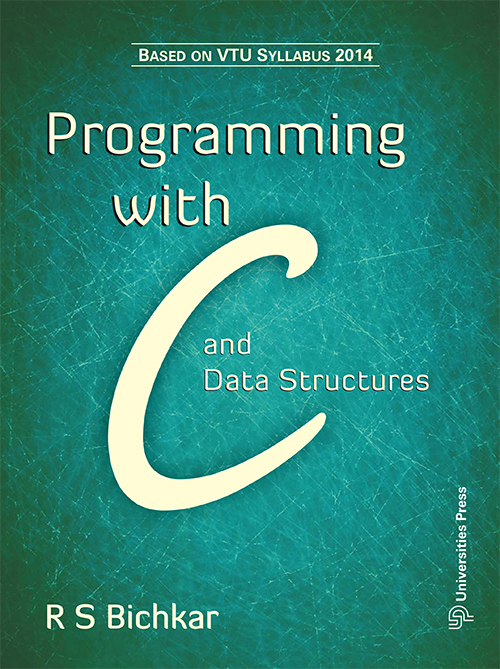 BASED ON VTU SYLLABUS 2014
Programming
with
C
and
Data Structures
Universities Press
R S Bichkar